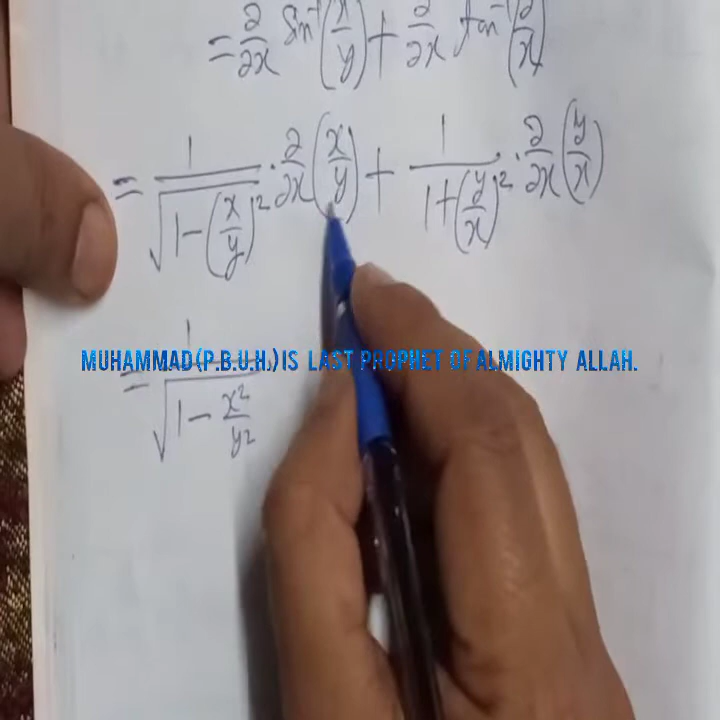 = ∂/∂x Sin⁻¹(x/y) + ∂/∂x tan⁻¹(y/x)
= 1/√(1-(x/y)²) · ∂/∂x (x/y) + 1/(1+(y/x)²) · ∂/∂x (y/x)
MUHAMMAD(P.B.U.H.)IS LAST PROPHET OF ALMIGHTY ALLAH.
= 1/√(1-x²/y²)